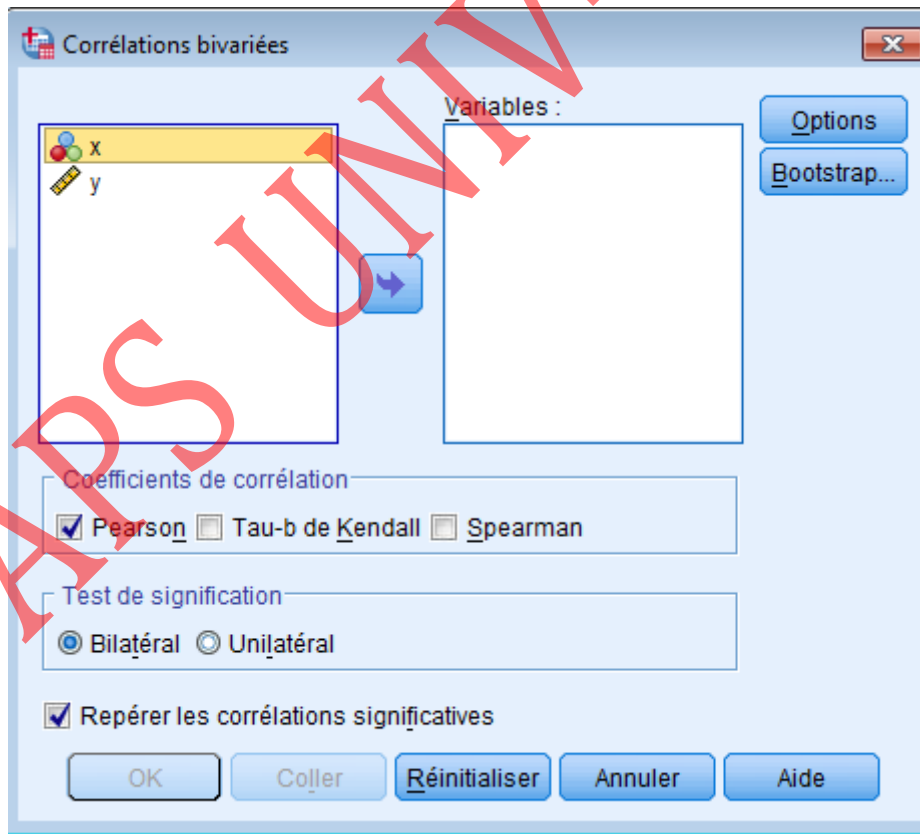 Corrélations bivariées
Variables :
x
y
Options
Bootstrap...
Coefficients de corrélation
Pearson Tau-b de Kendall Spearman
Test de signification
Bilatéral Unilatéral
Repérer les corrélations significatives
OK Coller Réinitialiser Annuler Aide
APS UNIV